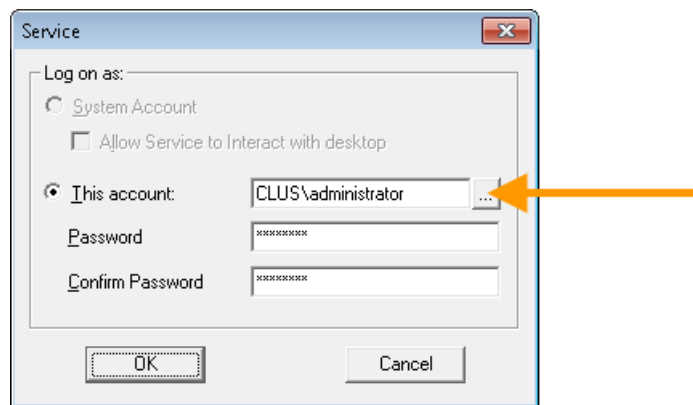 Service
Log on as:
System Account
Allow Service to Interact with desktop
This account: CLUS\administrator ...
Password ********
Confirm Password ********
OK Cancel